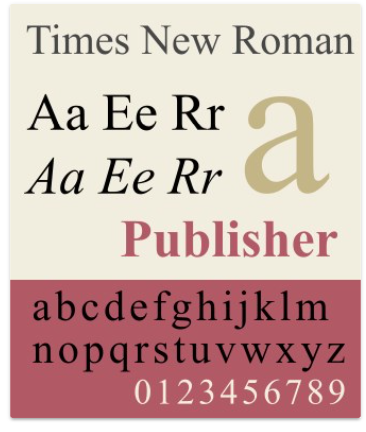 Times New Roman
Aa Ee Rr
a
Aa Ee Rr
Publisher
abcdefghijklm
nopqrstuvwxyz
0123456789